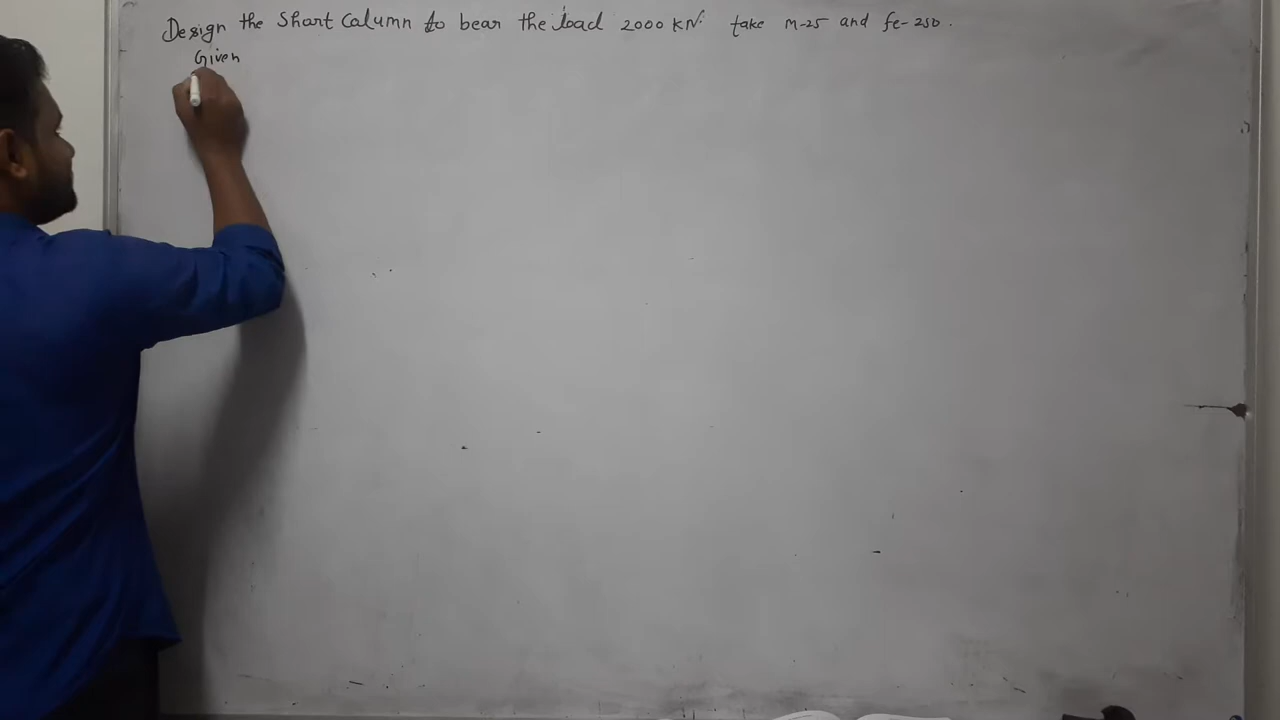 Design the Short Column to bear the load 2000 KN. take M-25 and fe-250.
Given